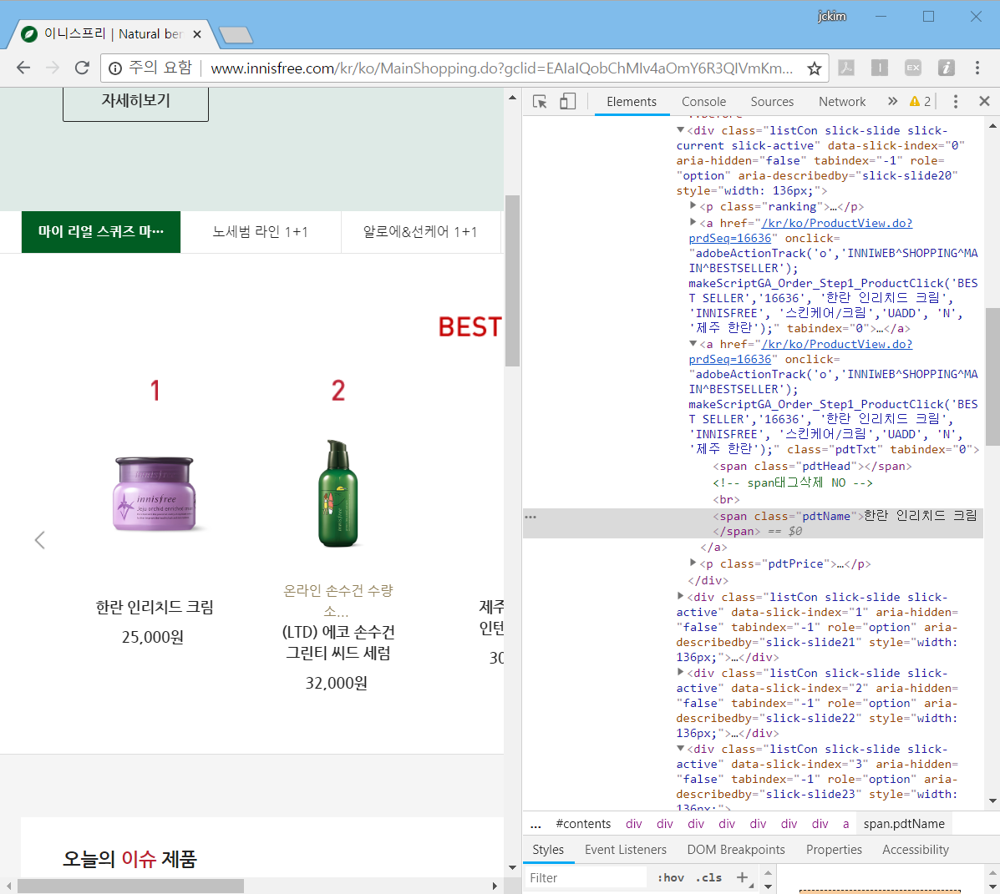 jckim
이니스프리 | Natural ber
주의 요함 | www.innisfree.com/kr/ko/MainShopping.do?gclid=EAIaIQobChMIv4aOmY6R3QIVmKm...
자세히보기
마이 리얼 스퀴즈 마⋯
노세범 라인 1+1
알로에&선케어 1+1
BEST
1
2
innisfree
Jeju orchid enriched cream
한란 인리치드 크림
25,000원
온라인 손수건 수량
소...
(LTD) 에코 손수건
그린티 씨드 세럼
32,000원
제주
인텐
30
오늘의 이슈 제품
Elements Console Sources Network » 2
▼<div class="listCon slick-slide slick-
current slick-active" data-slick-index="0"
aria-hidden="false" tabindex="-1" role=
"option" aria-describedby="slick-slide20"
style="width: 136px;">
▶<p class="ranking">…</p>
▶<a href="/kr/ko/ProductView.do?
prdSeq=16636" onclick=
"adobeActionTrack('o','INNIWEB^SHOPPING^MA
IN^BESTSELLER');
makeScriptGA_Order_Step1_ProductClick('BES
T SELLER','16636', '한란 인리치드 크림',
'INNISFREE', '스킨케어/크림','UADD', 'N',
'제주 한란');" tabindex="0">…</a>
▼<a href="/kr/ko/ProductView.do?
prdSeq=16636" onclick=
"adobeActionTrack('o','INNIWEB^SHOPPING^MA
IN^BESTSELLER');
makeScriptGA_Order_Step1_ProductClick('BES
T SELLER','16636', '한란 인리치드 크림',
'INNISFREE', '스킨케어/크림','UADD', 'N',
'제주 한란');" class="pdtTxt" tabindex="0">
<span class="pdtHead"></span>
<!-- span태그삭제 NO -->
<br>
<span class="pdtName">한란 인리치드 크림
</span> == $0
</a>
▶<p class="pdtPrice">…</p>
</div>
▶<div class="listCon slick-slide slick-
active" data-slick-index="1" aria-hidden=
"false" tabindex="-1" role="option" aria-
describedby="slick-slide21" style="width:
136px;">…</div>
▶<div class="listCon slick-slide slick-
active" data-slick-index="2" aria-hidden=
"false" tabindex="-1" role="option" aria-
describedby="slick-slide22" style="width:
136px;">…</div>
▼<div class="listCon slick-slide slick-
active" data-slick-index="3" aria-hidden=
"false" tabindex="-1" role="option" aria-
describedby="slick-slide23" style="width:
136px;">
... #contents div div div div div div div a span.pdtName
Styles Event Listeners DOM Breakpoints Properties Accessibility
Filter :hov .cls +